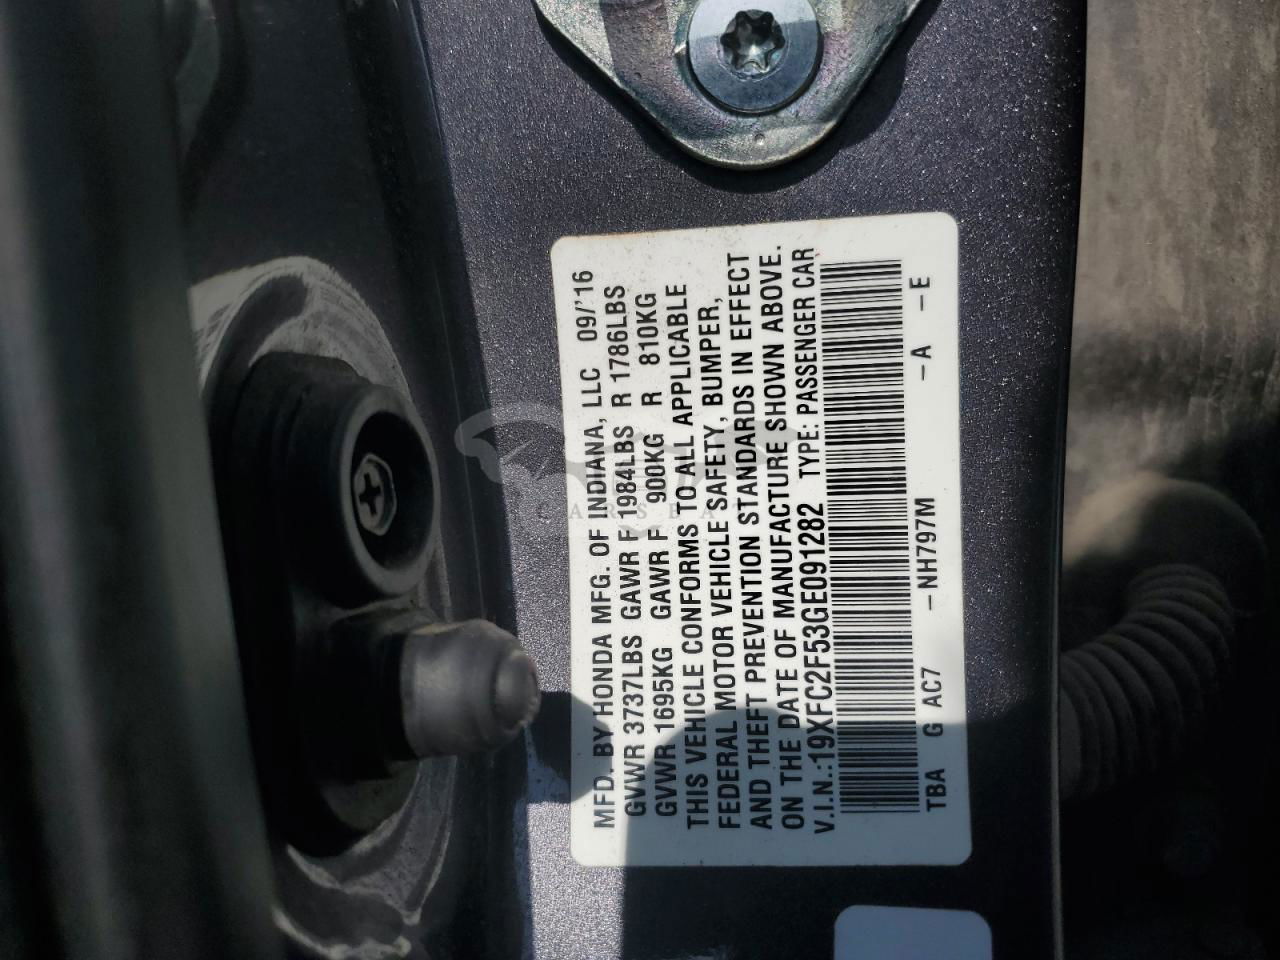 MFD. BY HONDA MFG. OF INDIANA, LLC 09/'16
GVWR 3737LBS GAWR F 1984LBS R 1786LBS
GVWR 1695KG GAWR F 900KG R 810KG
THIS VEHICLE CONFORMS TO ALL APPLICABLE
FEDERAL MOTOR VEHICLE SAFETY, BUMPER,
AND THEFT PREVENTION STANDARDS IN EFFECT
ON THE DATE OF MANUFACTURE SHOWN ABOVE.
V.I.N.:19XFC2F53GE091282 TYPE: PASSENGER CAR
TBA G AC7 –NH797M –A –E
CARSEAT